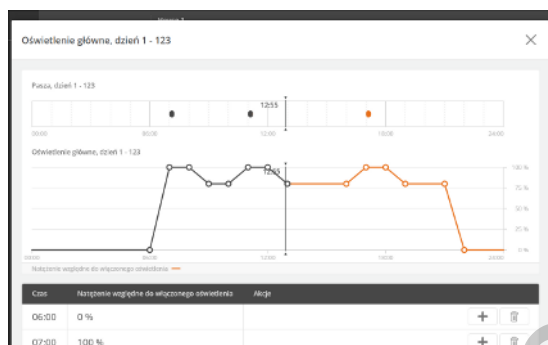 Oświetlenie główne, dzień 1 - 123
Pasza, dzień 1 - 123
12:55
00:00 06:00 12:00 18:00 24:00
Oświetlenie główne, dzień 1 - 123
12:55
100 %
75 %
50 %
25 %
0 %
00:00 06:00 12:00 18:00 24:00
Natężenie względne do włączonego oświetlenia
Czas Natężenie względne do włączonego oświetlenia Akcje
06:00 0 %
07:00 100 %